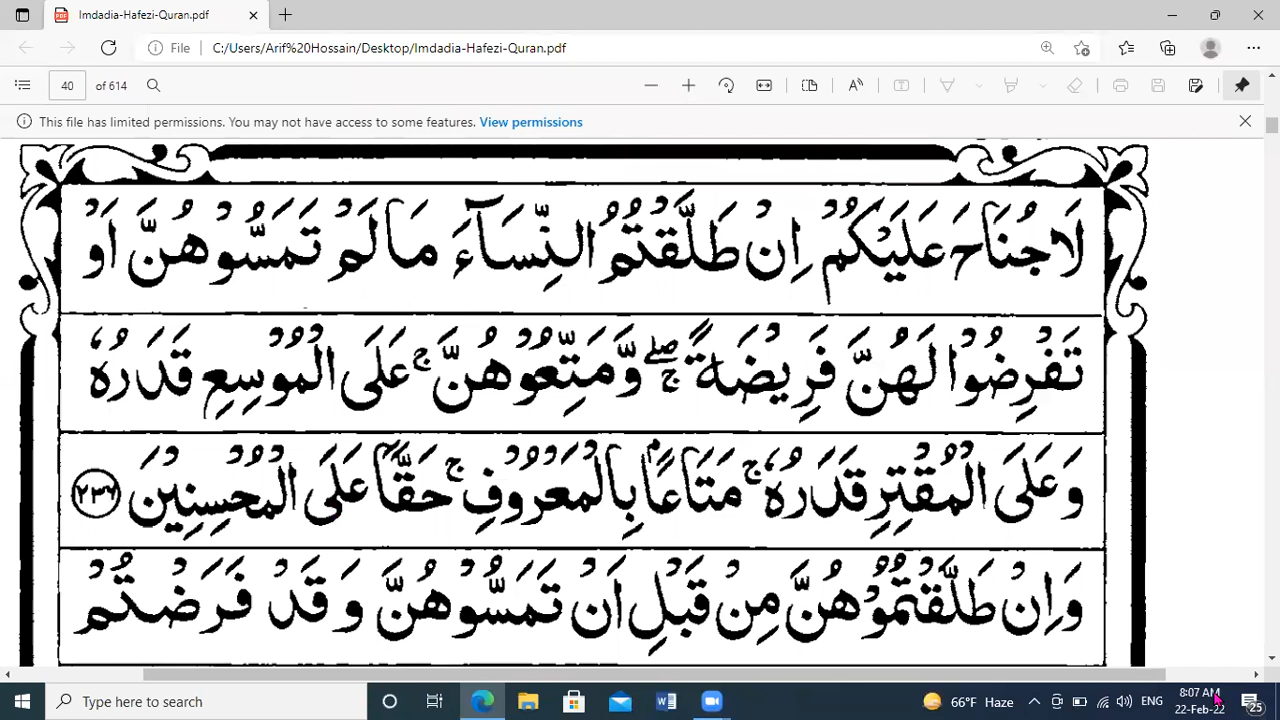 Imdadia-Hafezi-Quran.pdf
File C:/Users/Arif%20Hossain/Desktop/Imdadia-Hafezi-Quran.pdf
40 of 614
This file has limited permissions. You may not have access to some features. View permissions
لَا جُنَاحَ عَلَيْكُمْ اِنْ طَلَّقْتُمُ النِّسَآءَ مَا لَمْ تَمَسُّوْهُنَّ اَوْ
تَفْرِضُوْا لَهُنَّ فَرِيْضَةً ۖۚ وَّمَتِّعُوْهُنَّ ۚ عَلَى الْمُوْسِعِ قَدَرُهٗ
وَعَلَى الْمُقْتِرِ قَدَرُهٗ ۚ مَتَاعًاۢ بِالْمَعْرُوْفِ ۚ حَقًّا عَلَى الْمُحْسِنِيْنَ ٢٣٦
وَاِنْ طَلَّقْتُمُوْهُنَّ مِنْ قَبْلِ اَنْ تَمَسُّوْهُنَّ وَ قَدْ فَرَضْتُمْ
Type here to search
66°F Haze
ENG
8:07 AM
22-Feb-22
25